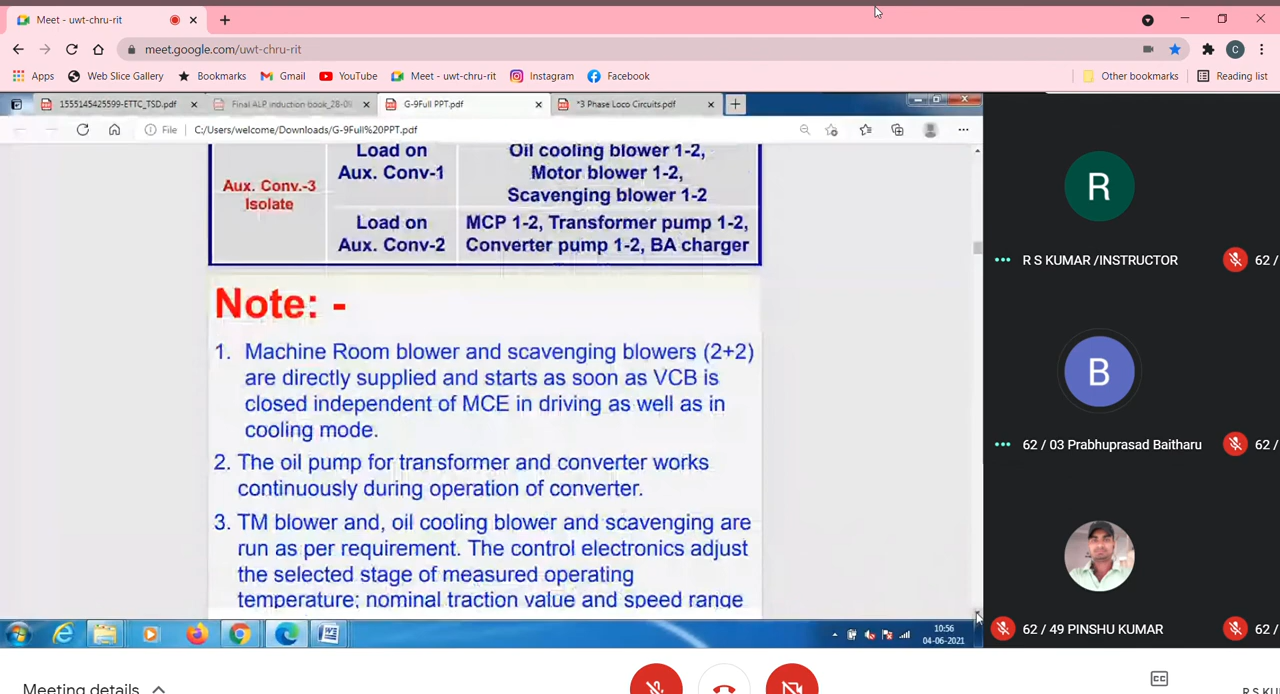 Meet - uwt-chru-rit
meet.google.com/uwt-chru-rit
C
Apps Web Slice Gallery Bookmarks Gmail YouTube Meet - uwt-chru-rit Instagram Facebook Other bookmarks Reading list
1555145425599-ETTC_TSD.pdf Final ALP induction book_28-0 G-9Full PPT.pdf *3 Phase Loco Circuits.pdf
File C:/Users/welcome/Downloads/G-9Full%20PPT.pdf
Aux. Conv.-3
Isolate
Load on
Aux. Conv-1
Oil cooling blower 1-2,
Motor blower 1-2,
Scavenging blower 1-2
Load on
Aux. Conv-2
MCP 1-2, Transformer pump 1-2,
Converter pump 1-2, BA charger
Note: -
1. Machine Room blower and scavenging blowers (2+2)
are directly supplied and starts as soon as VCB is
closed independent of MCE in driving as well as in
cooling mode.
2. The oil pump for transformer and converter works
continuously during operation of converter.
3. TM blower and, oil cooling blower and scavenging are
run as per requirement. The control electronics adjust
the selected stage of measured operating
temperature; nominal traction value and speed range
10:56
04-06-2021
R
R S KUMAR /INSTRUCTOR 62 /
B
62 / 03 Prabhuprasad Baitharu 62 /
62 / 49 PINSHU KUMAR 62 /
Meeting details
CC
R S KU